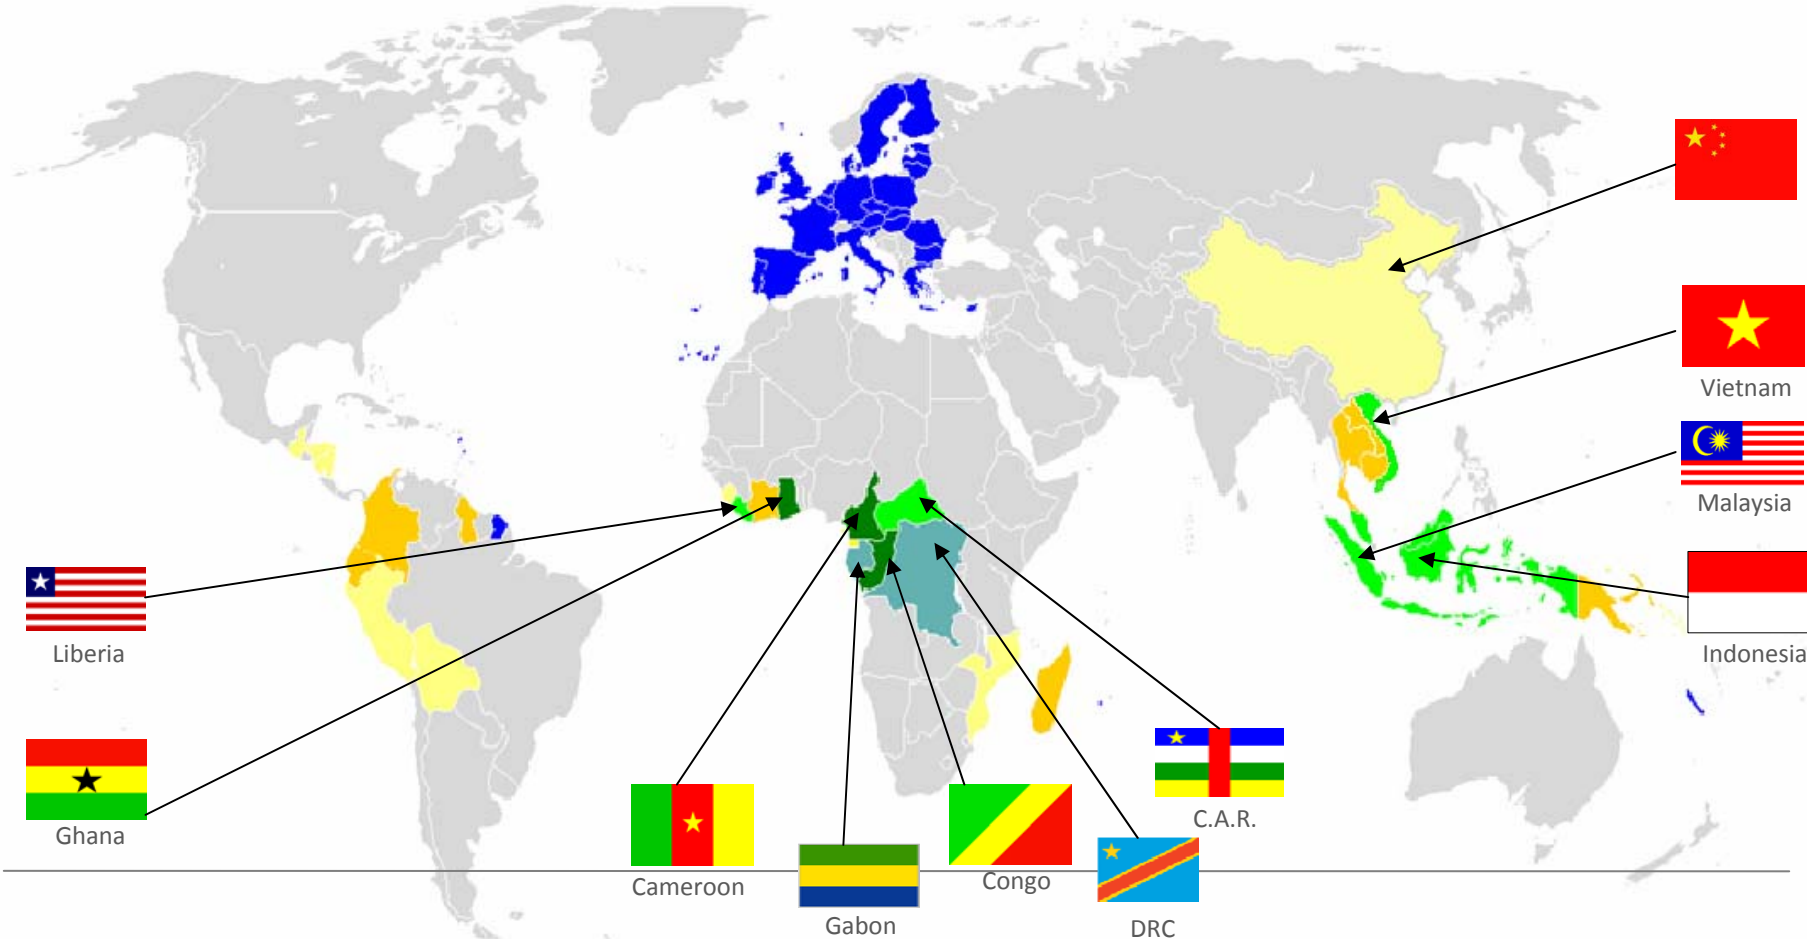 Vietnam
Malaysia
Liberia
Indonesia
Ghana
C.A.R.
Cameroon
Congo
Gabon
DRC